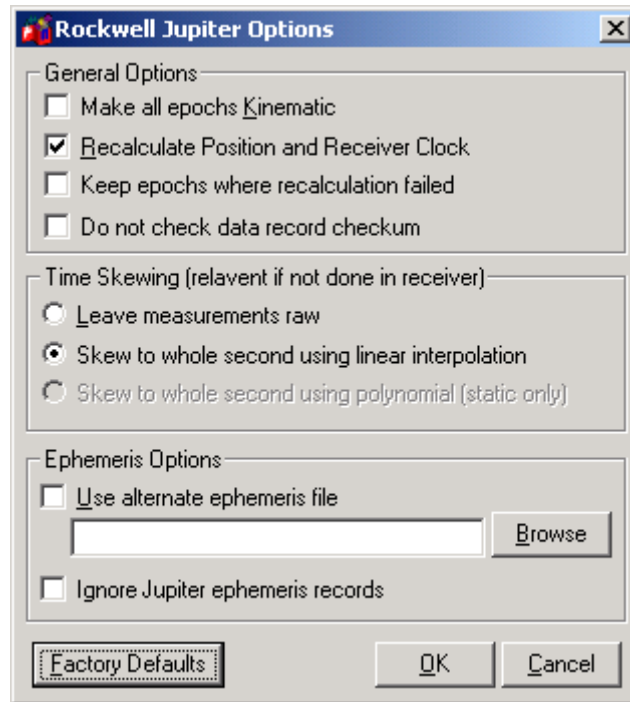 Rockwell Jupiter Options
General Options
Make all epochs Kinematic
Recalculate Position and Receiver Clock
Keep epochs where recalculation failed
Do not check data record checkum
Time Skewing (relavent if not done in receiver)
Leave measurements raw
Skew to whole second using linear interpolation
Skew to whole second using polynomial (static only)
Ephemeris Options
Use alternate ephemeris file
Browse
Ignore Jupiter ephemeris records
Factory Defaults OK Cancel